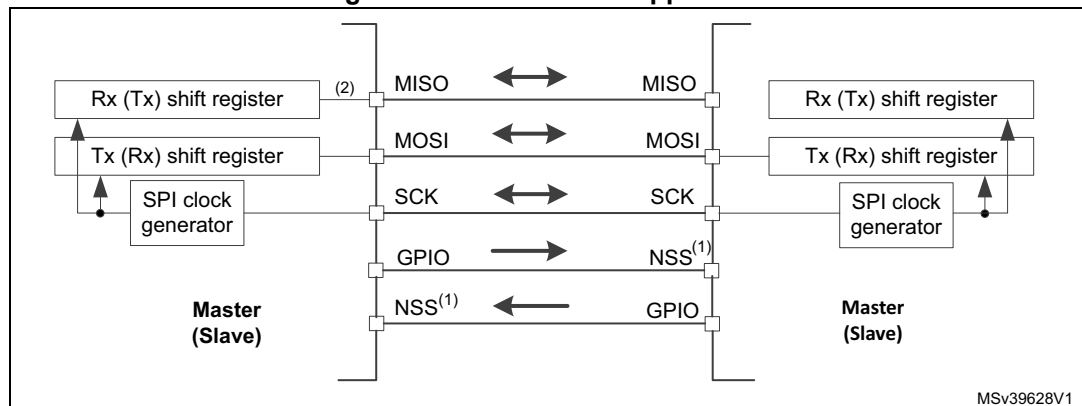 Rx (Tx) shift register
(2)
MISO
MISO
Rx (Tx) shift register
Tx (Rx) shift register
MOSI
MOSI
Tx (Rx) shift register
SPI clock
generator
SCK
SCK
SPI clock
generator
GPIO
NSS(1)
Master
(Slave)
NSS(1)
GPIO
Master
(Slave)
MSv39628V1